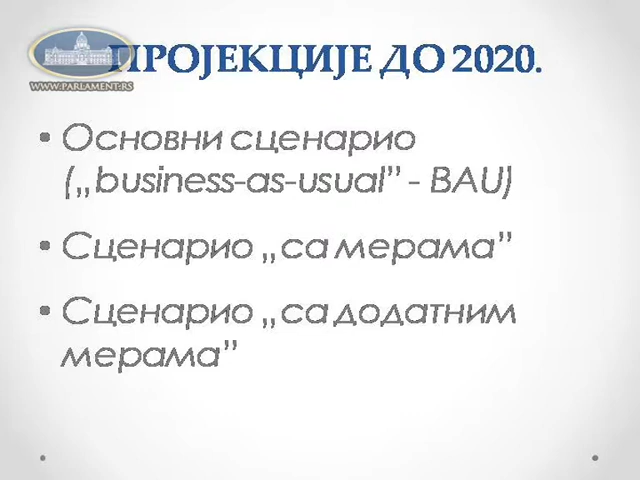 ПРОЈЕКЦИЈЕ ДО 2020.
WWW.PARLAMENT.RS
• Основни сценарио
(„business-as-usual” - BAU)
• Сценарио „са мерама”
• Сценарио „са додатним
мерама”